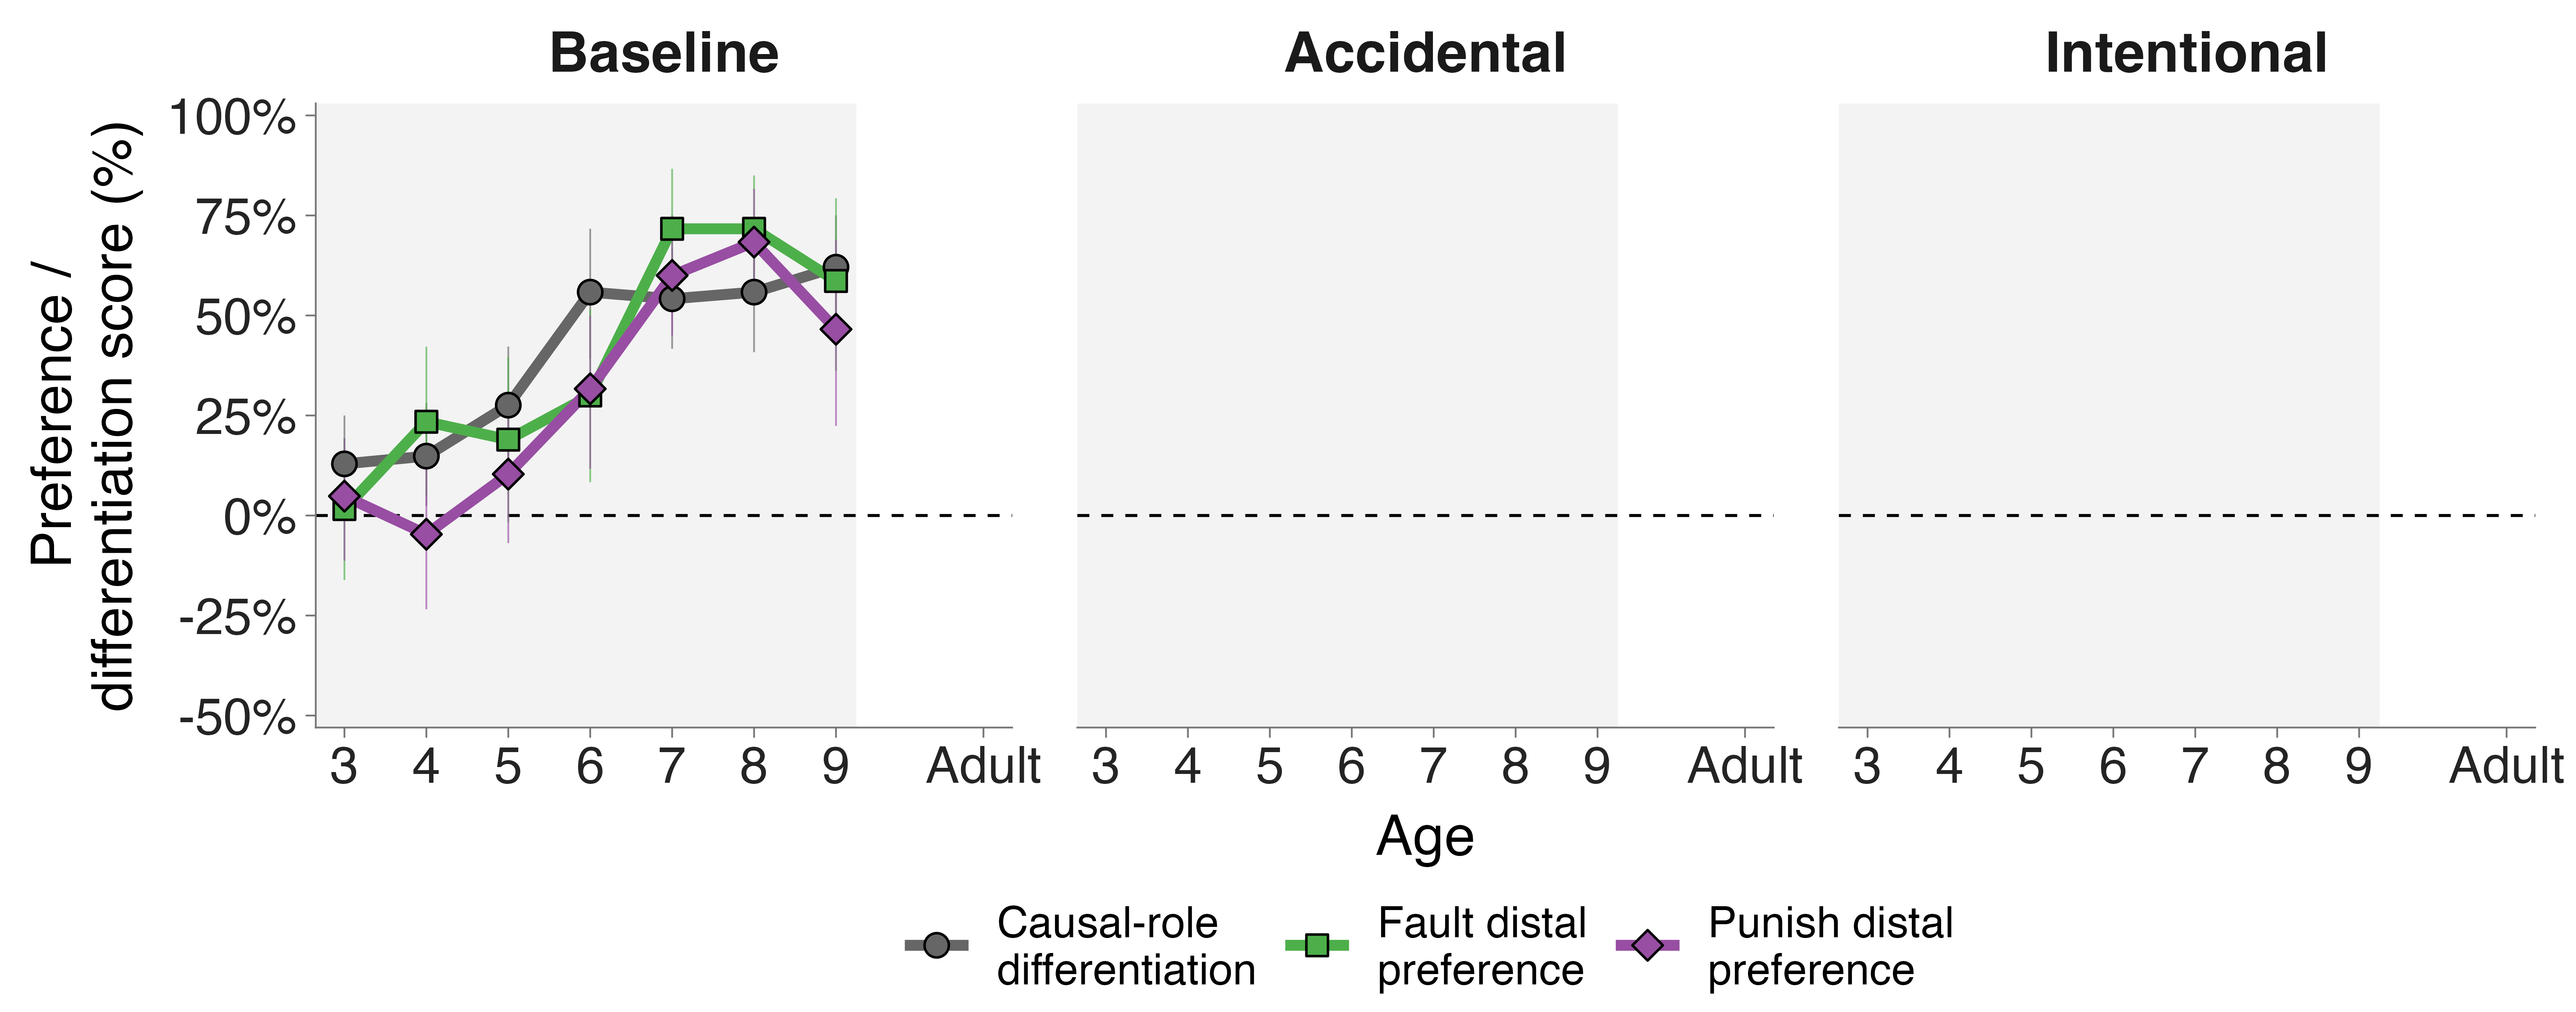 Baseline
Accidental
Intentional
Preference /
differentiation score (%)
100%
75%
50%
25%
0%
-25%
-50%
3 4 5 6 7 8 9 Adult
3 4 5 6 7 8 9 Adult
3 4 5 6 7 8 9 Adult
Age
Causal-role
differentiation
Fault distal
preference
Punish distal
preference